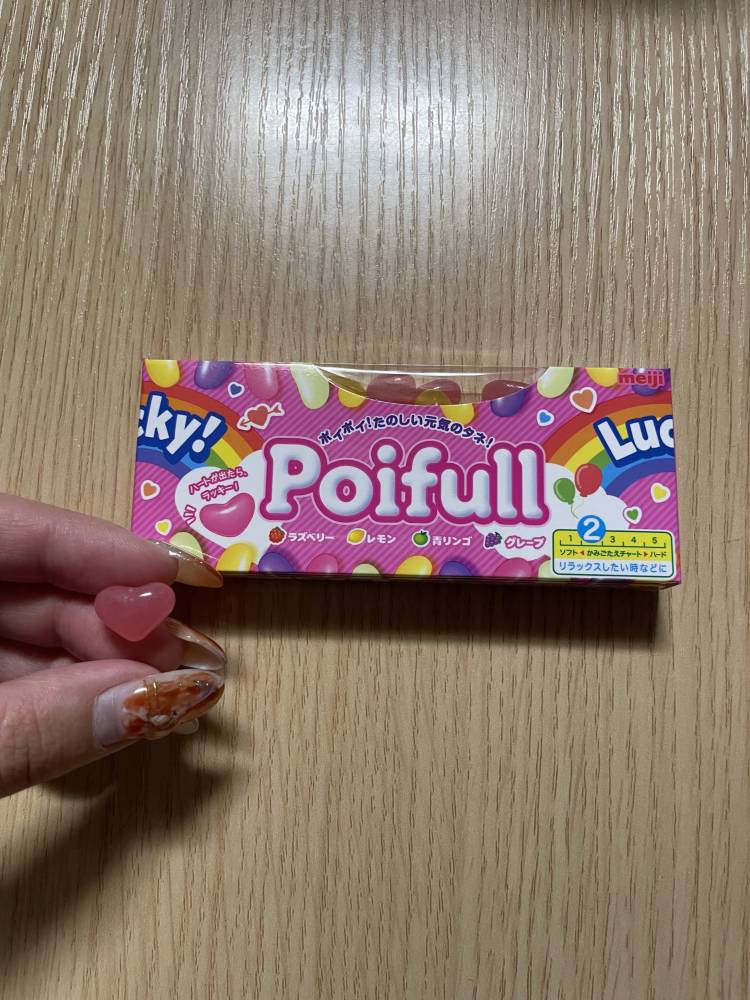 meiji
cky!
ポイポイ!たのしい元気のタネ!
Luc
ハートが出たら、
ラッキー!
Poifull
ラズベリー レモン 青リンゴ グレープ
1 2 3 4 5
ソフト◀かみごたえチャート▶ハード
リラックスしたい時などに